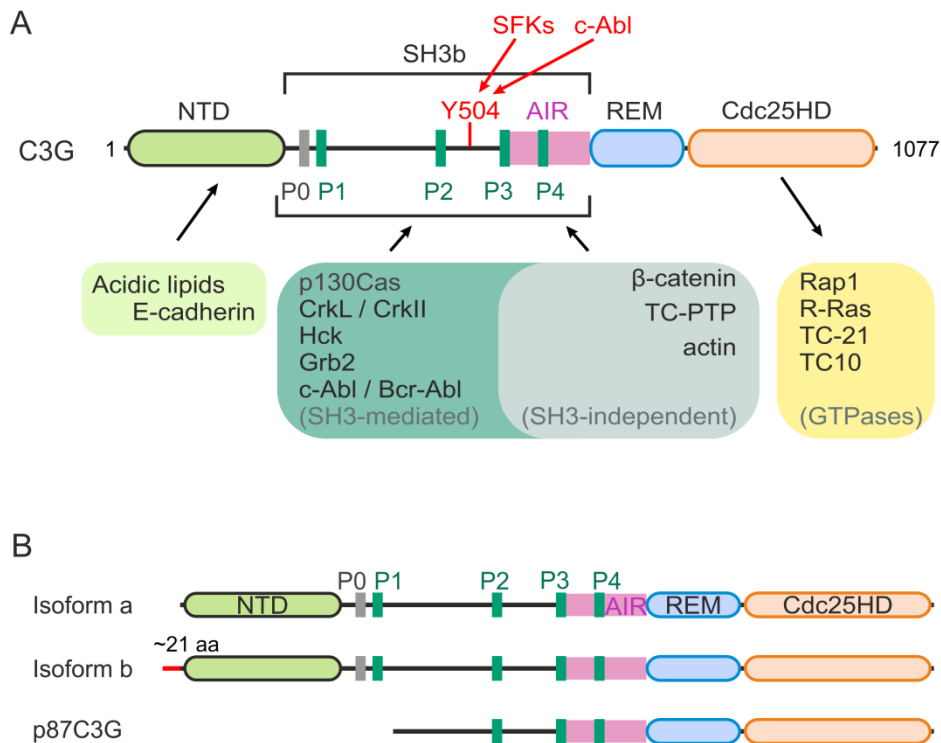 A
SFKs c-Abl
SH3b
NTD Y504 AIR REM Cdc25HD
C3G 1 1077
P0 P1 P2 P3 P4
Acidic lipids
E-cadherin
p130Cas
CrkL / CrkII
Hck
Grb2
c-Abl / Bcr-Abl
(SH3-mediated)
β-catenin
TC-PTP
actin
(SH3-independent)
Rap1
R-Ras
TC-21
TC10
(GTPases)
B
P0 P1 P2 P3 P4
Isoform a NTD AIR REM Cdc25HD
~21 aa
Isoform b
p87C3G